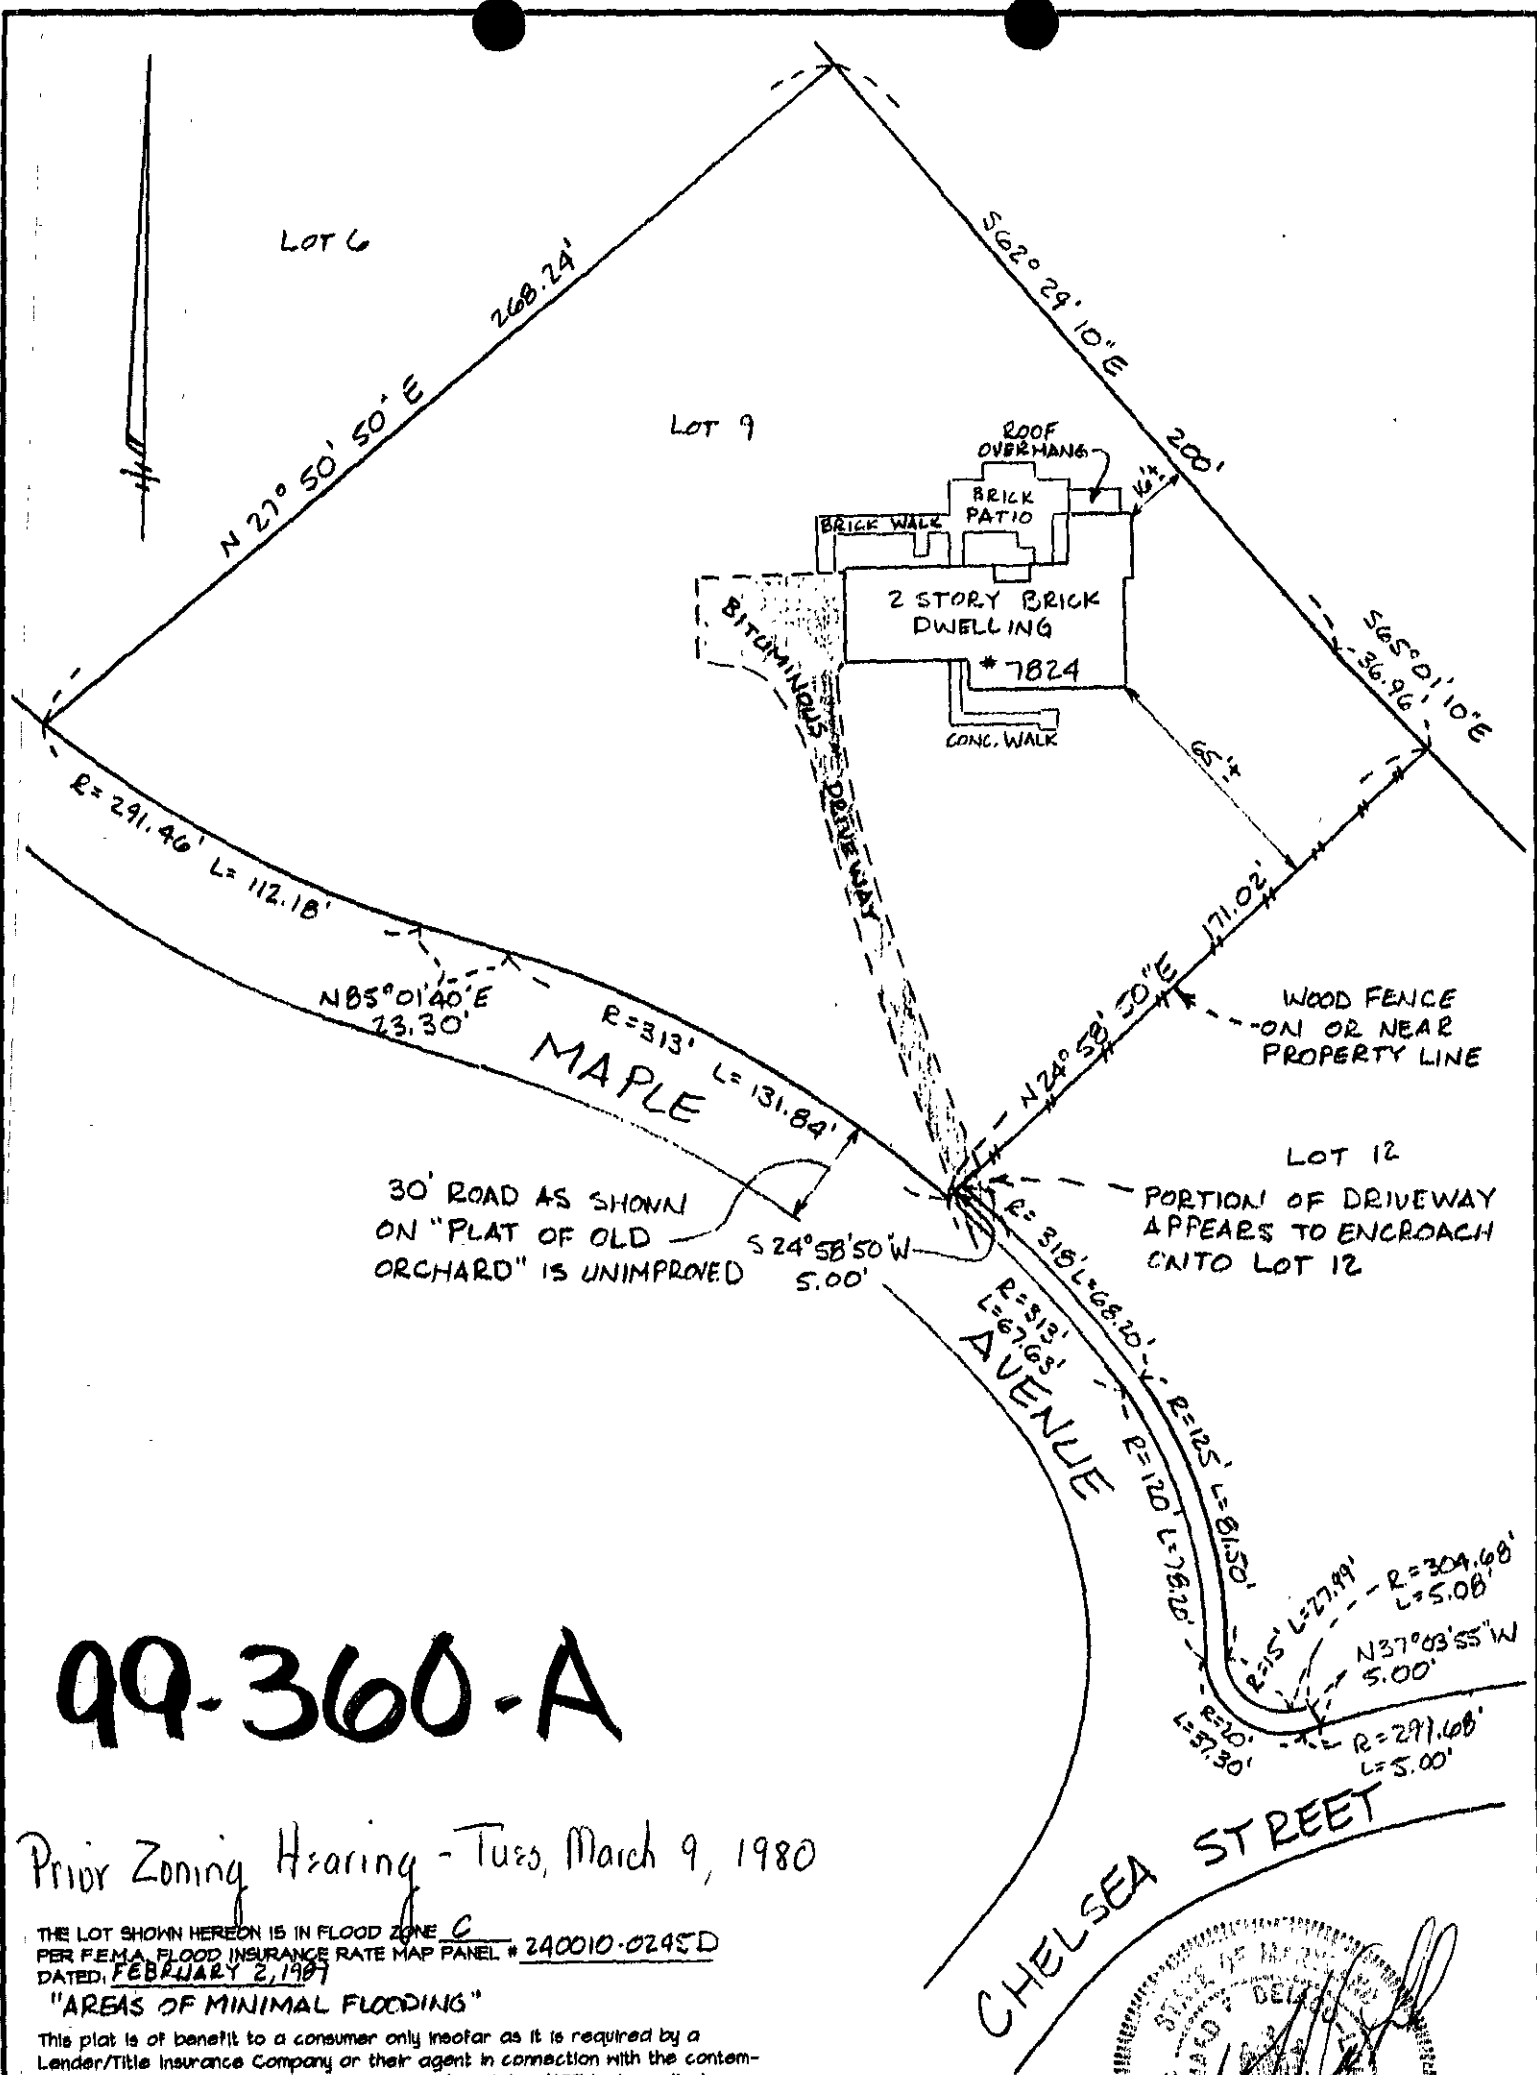 LOT 6
268.24'
N 27° 50' 50" E
S62° 29' 10" E
200'
LOT 9
ROOF
OVERHANG
16'±
BRICK
PATIO
BRICK WALK
2 STORY BRICK
DWELLING
# 7824
BITUMINOUS DRIVEWAY
CONC. WALK
S65° 01' 10" E
36.96'
65'±
R= 291.46' L= 112.18'
N85°01'40"E
23.30'
R=313' L= 131.84'
MAPLE
171.02'
N 24° 58' 50" E
WOOD FENCE
ON OR NEAR
PROPERTY LINE
LOT 12
PORTION OF DRIVEWAY
APPEARS TO ENCROACH
ONTO LOT 12
30' ROAD AS SHOWN
ON "PLAT OF OLD
ORCHARD" IS UNIMPROVED
S 24°58'50"W
5.00'
R= 318' L=68.20'
R=313'
L=67.63'
AVENUE
R=125' L=81.50'
R=120' L=78.20'
R=15' L=27.99'
R=304.68'
L=5.08'
N37°03'55"W
5.00'
R=20'
L=37.30'
R=291.68'
L=5.00'
CHELSEA STREET
99-360-A
Prior Zoning Hearing - Tues, March 9, 1980
THE LOT SHOWN HEREON IS IN FLOOD ZONE C
PER F.E.M.A. FLOOD INSURANCE RATE MAP PANEL # 240010-0245D
DATED: FEBRUARY 2, 1987
"AREAS OF MINIMAL FLOODING"
This plat is of benefit to a consumer only insofar as it is required by a
Lender/Title Insurance Company or their agent in connection with the contem-
STATE OF